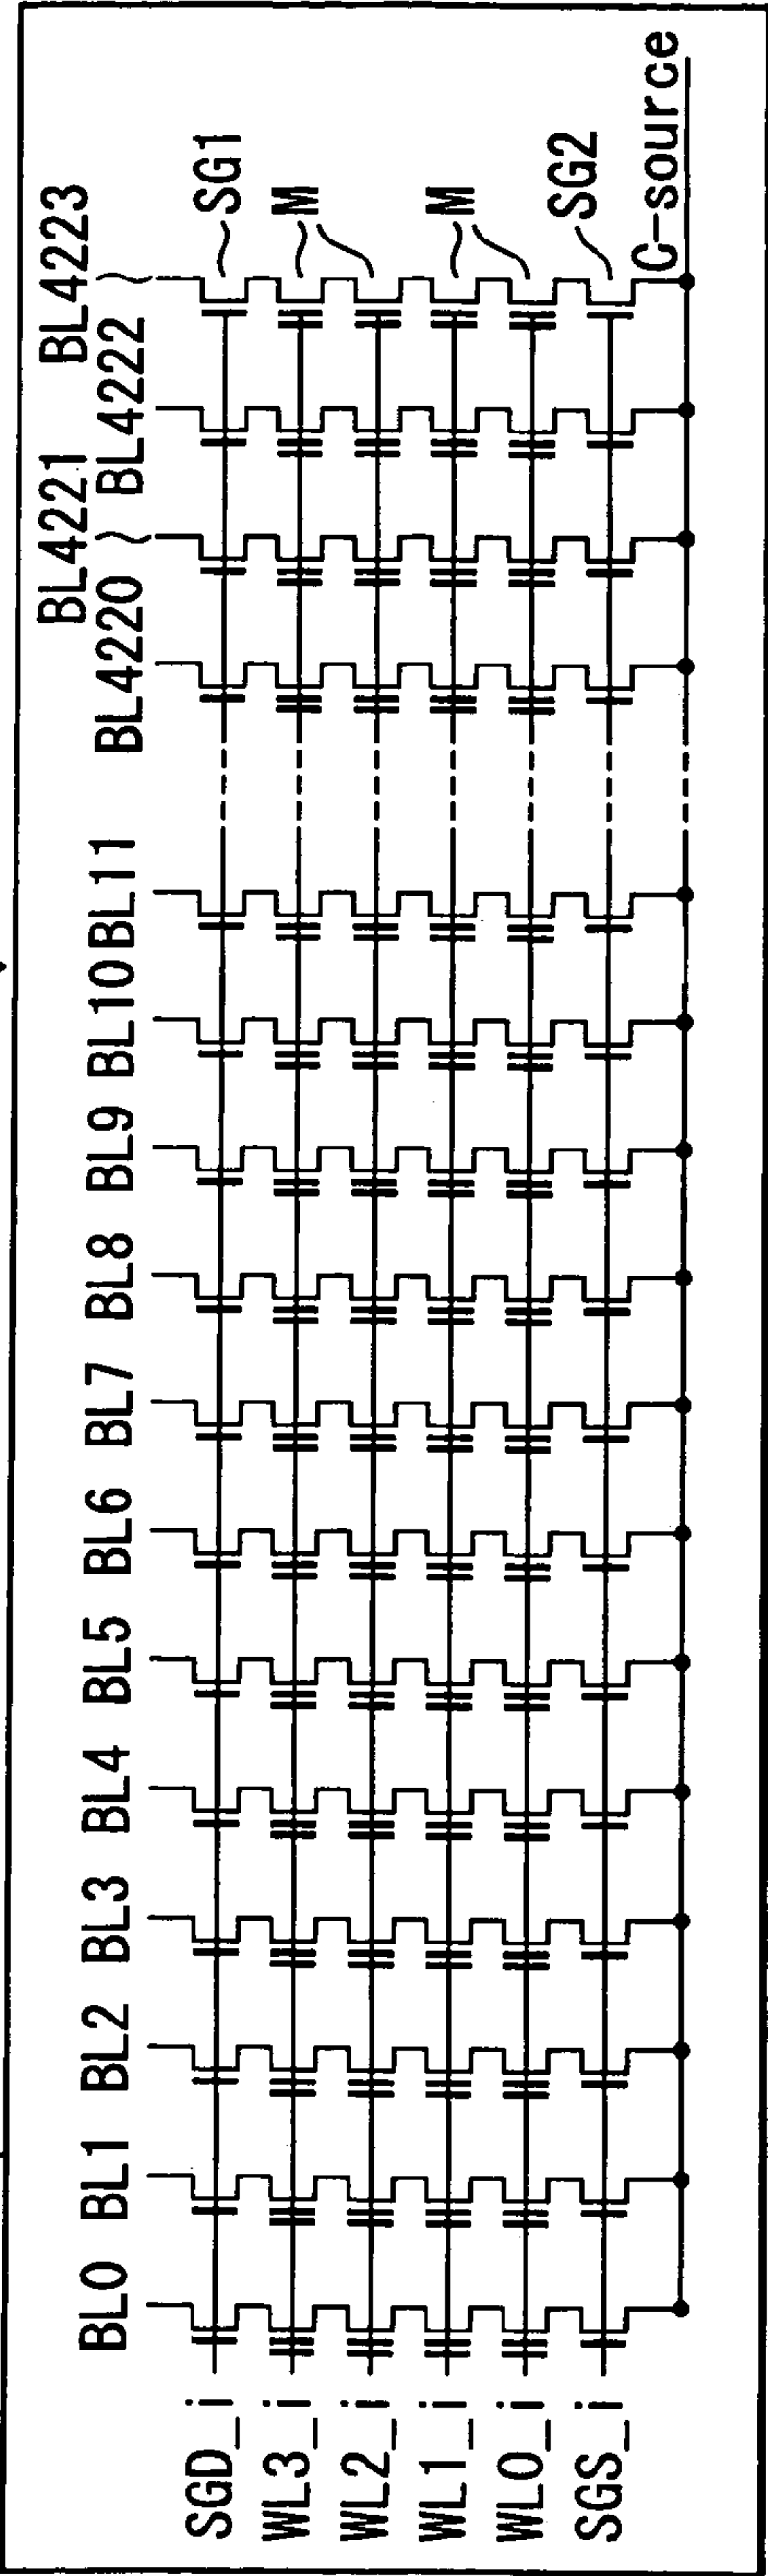 BL0 BL1 BL2 BL3 BL4 BL5 BL6 BL7 BL8 BL9 BL10 BL11 BL4220 BL4221 BL4222 BL4223
SGD_i
SG1
WL3_i
M
WL2_i
WL1_i
M
WL0_i
SGS_i
SG2
C-source